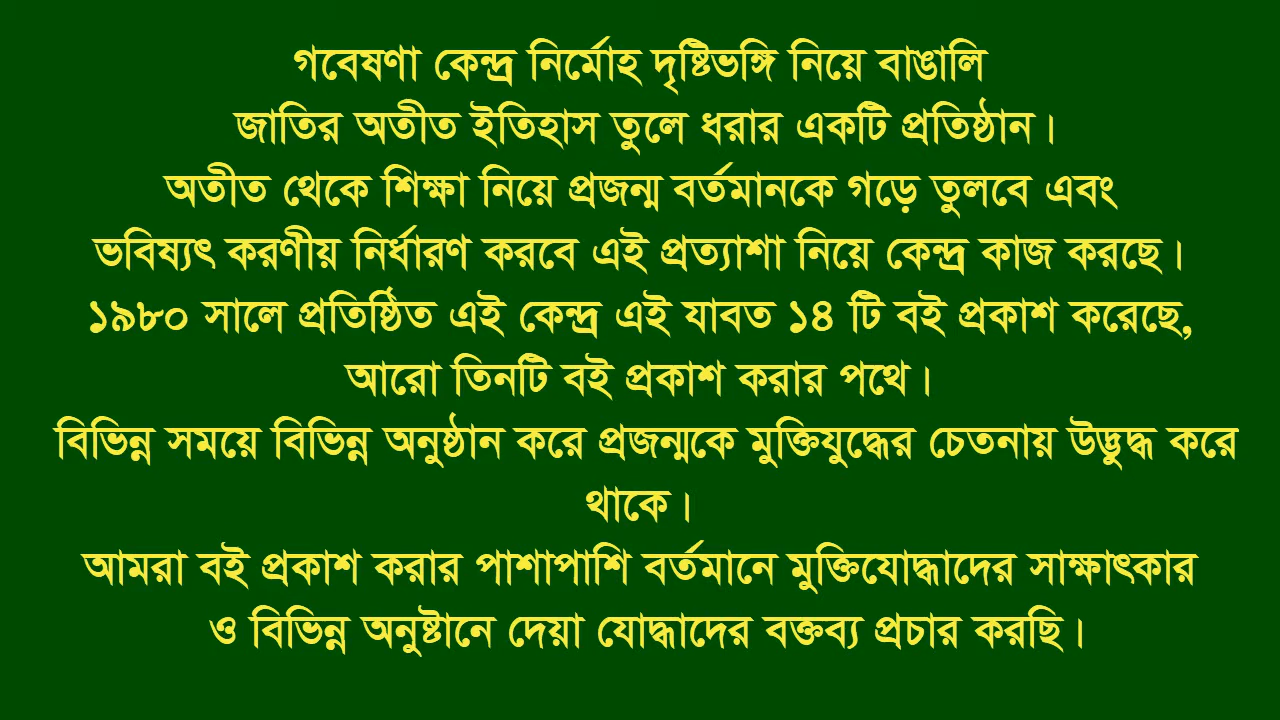 গবেষণা কেন্দ্র নির্মোহ দৃষ্টিভঙ্গি নিয়ে বাঙালি
জাতির অতীত ইতিহাস তুলে ধরার একটি প্রতিষ্ঠান।
অতীত থেকে শিক্ষা নিয়ে প্রজন্ম বর্তমানকে গড়ে তুলবে এবং
ভবিষ্যৎ করণীয় নির্ধারণ করবে এই প্রত্যাশা নিয়ে কেন্দ্র কাজ করছে।
১৯৮০ সালে প্রতিষ্ঠিত এই কেন্দ্র এই যাবত ১৪ টি বই প্রকাশ করেছে,
আরো তিনটি বই প্রকাশ করার পথে।
বিভিন্ন সময়ে বিভিন্ন অনুষ্ঠান করে প্রজন্মকে মুক্তিযুদ্ধের চেতনায় উদ্ভুদ্ধ করে
থাকে।
আমরা বই প্রকাশ করার পাশাপাশি বর্তমানে মুক্তিযোদ্ধাদের সাক্ষাৎকার
ও বিভিন্ন অনুষ্টানে দেয়া যোদ্ধাদের বক্তব্য প্রচার করছি।